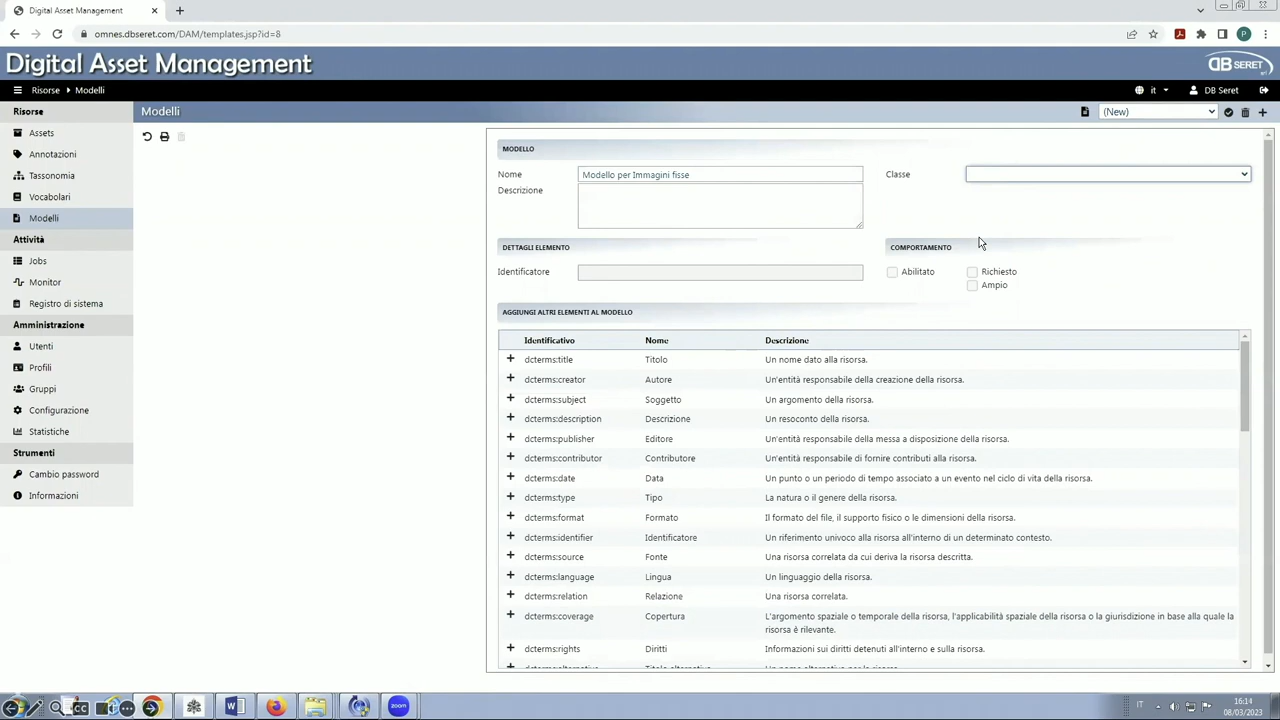 Digital Asset Management
omnes.dbseret.com/DAM/templates.jsp?id=8
P
Digital Asset Management
DB SERET
Risorse Modelli
it
DB Seret
Risorse
Modelli
(New)
Assets
Annotazioni
Tassonomia
Vocabolari
Modelli
Attività
Jobs
Monitor
Registro di sistema
Amministrazione
Utenti
Profili
Gruppi
Configurazione
Statistiche
Strumenti
Cambio password
Informazioni
MODELLO
Nome Modello per Immagini fisse Classe
Descrizione
DETTAGLI ELEMENTO COMPORTAMENTO
Identificatore Abilitato Richiesto
Ampio
AGGIUNGI ALTRI ELEMENTI AL MODELLO
Identificativo Nome Descrizione
dcterms:title Titolo Un nome dato alla risorsa.
dcterms:creator Autore Un'entità responsabile della creazione della risorsa.
dcterms:subject Soggetto Un argomento della risorsa.
dcterms:description Descrizione Un resoconto della risorsa.
dcterms:publisher Editore Un'entità responsabile della messa a disposizione della risorsa.
dcterms:contributor Contributore Un'entità responsabile di fornire contributi alla risorsa.
dcterms:date Data Un punto o un periodo di tempo associato a un evento nel ciclo di vita della risorsa.
dcterms:type Tipo La natura o il genere della risorsa.
dcterms:format Formato Il formato del file, il supporto fisico o le dimensioni della risorsa.
dcterms:identifier Identificatore Un riferimento univoco alla risorsa all'interno di un determinato contesto.
dcterms:source Fonte Una risorsa correlata da cui deriva la risorsa descritta.
dcterms:language Lingua Un linguaggio della risorsa.
dcterms:relation Relazione Una risorsa correlata.
dcterms:coverage Copertura L'argomento spaziale o temporale della risorsa, l'applicabilità spaziale della risorsa o la giurisdizione in base alla quale la
risorsa è rilevante.
dcterms:rights Diritti Informazioni sui diritti detenuti all'interno e sulla risorsa.
CC
zoom
IT
16:14
08/03/2023